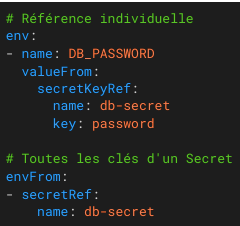 # Référence individuelle
env:
- name: DB_PASSWORD
  valueFrom:
    secretKeyRef:
      name: db-secret
      key: password

# Toutes les clés d'un Secret
envFrom:
- secretRef:
    name: db-secret